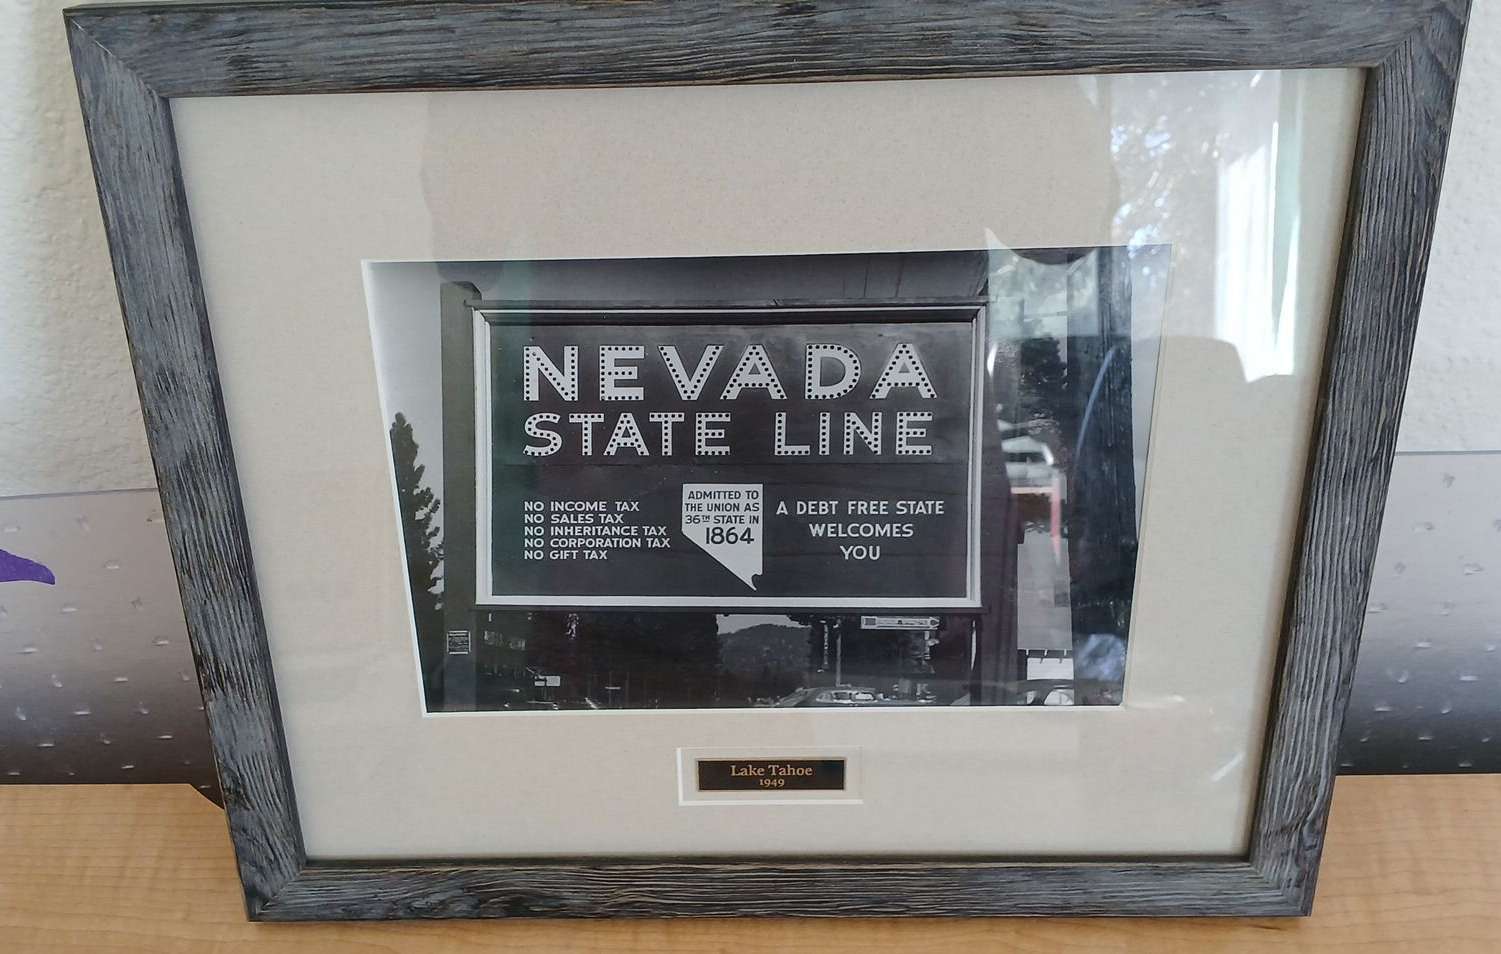 NEVADA
STATE LINE
NO INCOME TAX
NO SALES TAX
NO INHERITANCE TAX
NO CORPORATION TAX
NO GIFT TAX
ADMITTED TO
THE UNION AS
36TH STATE IN
1864
A DEBT FREE STATE
WELCOMES
YOU
Lake Tahoe
1949